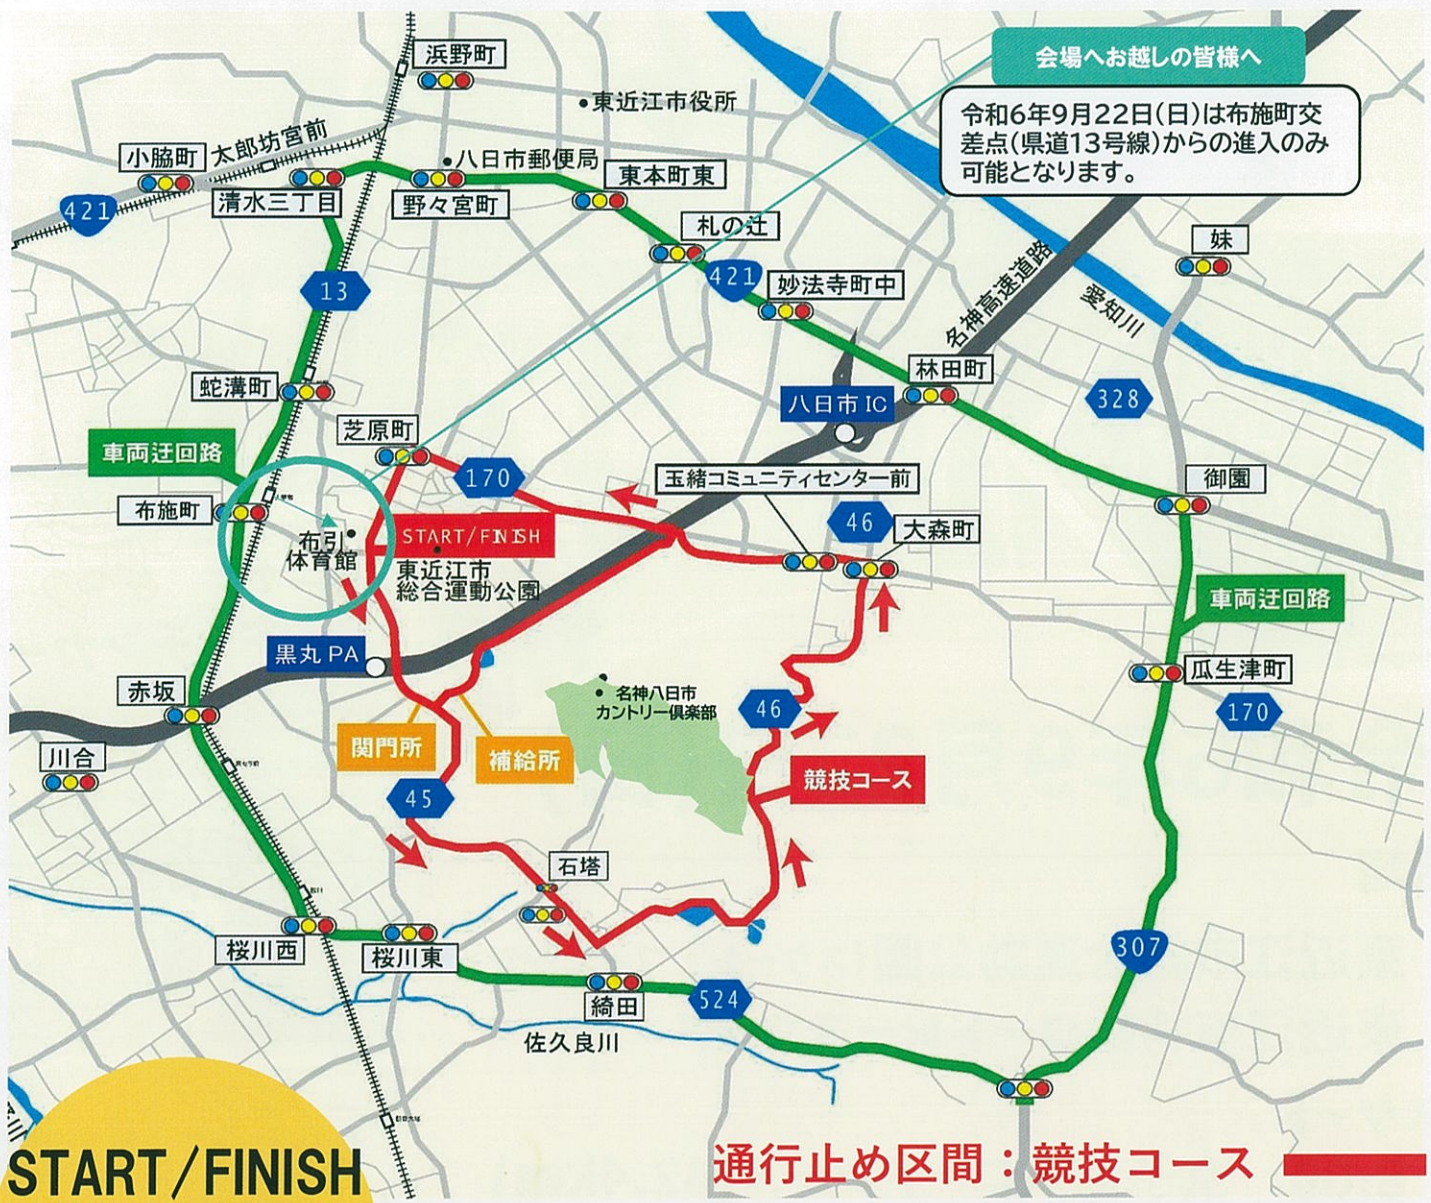 浜野町
会場へお越しの皆様へ
東近江市役所
令和6年9月22日(日)は布施町交
差点(県道13号線)からの進入のみ
可能となります。
太郎坊宮前
小脇町
八日市郵便局
東本町東
清水三丁目
野々宮町
421
札の辻
妹
421
妙法寺町中
名神高速道路
愛知川
13
林田町
蛇溝町
八日市 IC
328
芝原町
車両迂回路
170
玉緒コミュニティセンター前
御園
布施町
46
大森町
START/FINISH
布引
体育館
東近江市
総合運動公園
車両迂回路
黒丸 PA
瓜生津町
赤坂
名神八日市
カントリー倶楽部
46
170
関門所
補給所
川合
競技コース
45
石塔
桜川西
桜川東
307
綺田
524
佐久良川
START/FINISH
通行止め区間：競技コース